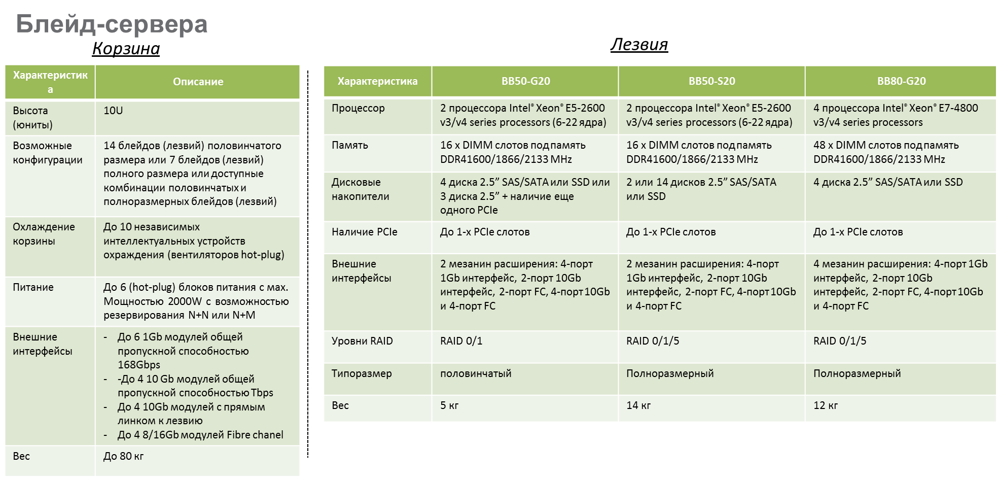 Блейд-сервера
Корзина
Характеристик
а
Описание
Высота
(юниты)
10U
Возможные
конфигурации
14 блейдов (лезвий) половинчатого
размера или 7 блейдов (лезвий)
полного размера или доступные
комбинации половинчатых и
полноразмерных блейдов (лезвий)
Охлаждение
корзины
До 10 независимых
интеллектуальных устройств
охраждения (вентиляторов hot-plug)
Питание
До 6 (hot-plug) блоков питания с мах.
Мощностью 2000W с возможностью
резервирования N+N или N+M
Внешние
интерфейсы
- До 6 1Gb модулей общей
пропускной способностью
168Gbps
- -До 4 10 Gb модулей общей
пропускной способностью Tbps
- До 4 10Gb модулей с прямым
линком к лезвию
- До 4 8/16Gb модулей Fibre chanel
Вес
До 80 кг
Лезвия
Характеристика
BB50-G20
BB50-S20
BB80-G20
Процессор
2 процессора Intel® Xeon® E5-2600
v3/v4 series processors (6-22 ядра)
2 процессора Intel® Xeon® E5-2600
v3/v4 series processors (6-22 ядра)
4 процессора Intel® Xeon® E7-4800
v3/v4 series processors
Память
16 x DIMM слотов под память
DDR41600/1866/2133 MHz
16 x DIMM слотов под память
DDR41600/1866/2133 MHz
48 x DIMM слотов под память
DDR41600/1866/2133 MHz
Дисковые
накопители
4 диска 2.5” SAS/SATA или SSD или
3 диска 2.5” + наличие еще
одного PCIe
2 или 14 дисков 2.5” SAS/SATA
или SSD
4 диска 2.5” SAS/SATA или SSD
Наличие PCIe
До 1-х PCIe слотов
До 1-х PCIe слотов
До 1-х PCIe слотов
Внешние
интерфейсы
2 мезанин расширения: 4-порт
1Gb интерфейс, 2-порт 10Gb
интерфейс, 2-порт FC, 4-порт 10Gb
и 4-порт FC
2 мезанин расширения: 4-порт
1Gb интерфейс, 2-порт 10Gb
интерфейс, 2-порт FC, 4-порт 10Gb
и 4-порт FC
4 мезанин расширения: 4-порт 1Gb
интерфейс, 2-порт 10Gb
интерфейс, 2-порт FC, 4-порт 10Gb
и 4-порт FC
Уровни RAID
RAID 0/1
RAID 0/1/5
RAID 0/1/5
Типоразмер
половинчатый
Полноразмерный
Полноразмерный
Вес
5 кг
14 кг
12 кг